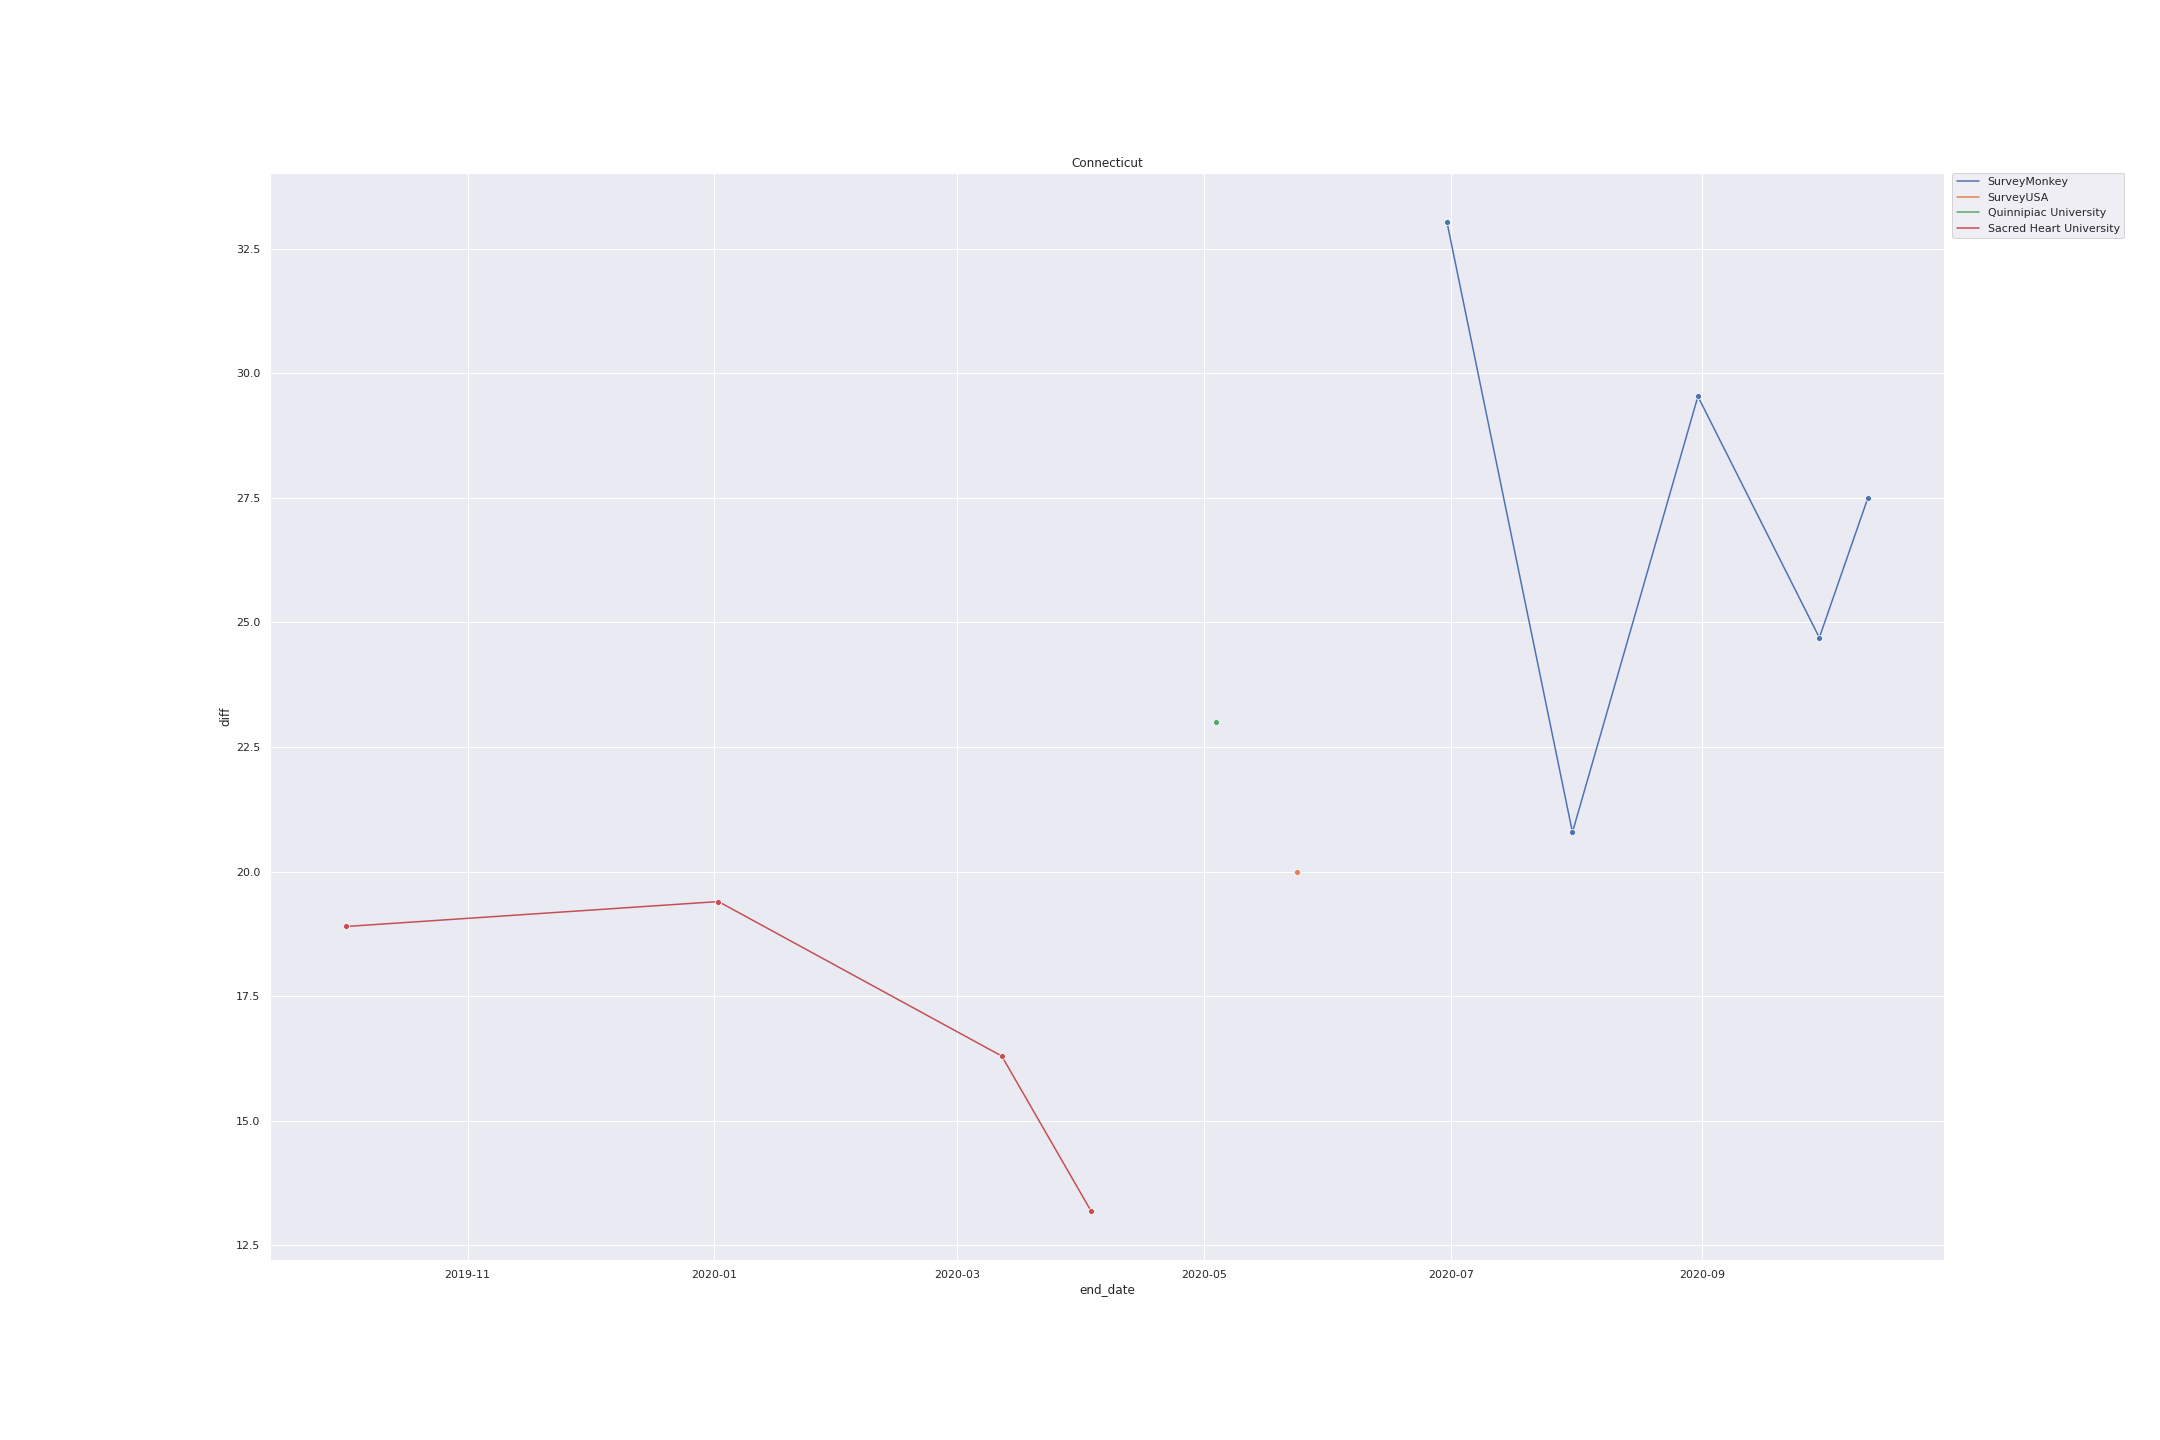 Connecticut
SurveyMonkey
SurveyUSA
Quinnipiac University
Sacred Heart University
32.5
30.0
27.5
25.0
22.5
20.0
17.5
15.0
12.5
diff
2019-11 2020-01 2020-03 2020-05 2020-07 2020-09
end_date